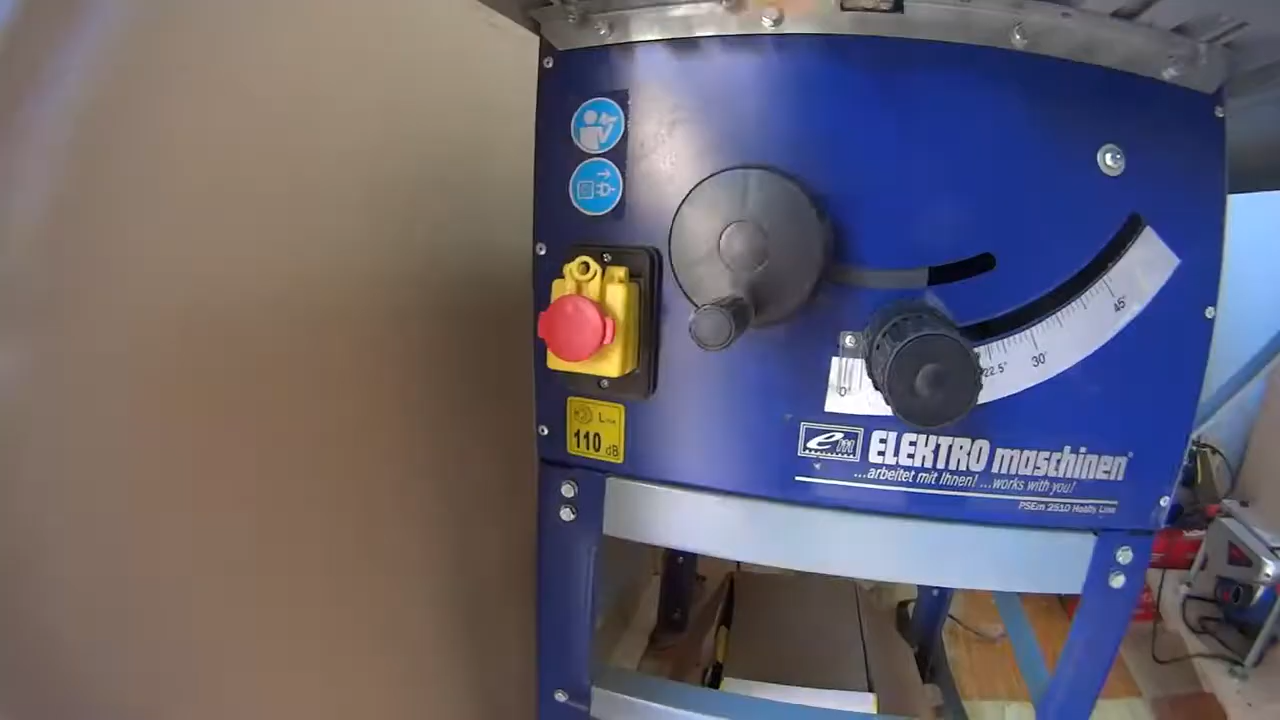 110 dB
0°
22.5°
30°
45°
em
ELEKTRO maschinen®
...arbeitet mit Ihnen! ...works with you!
PSEm 2510 Hobby Line